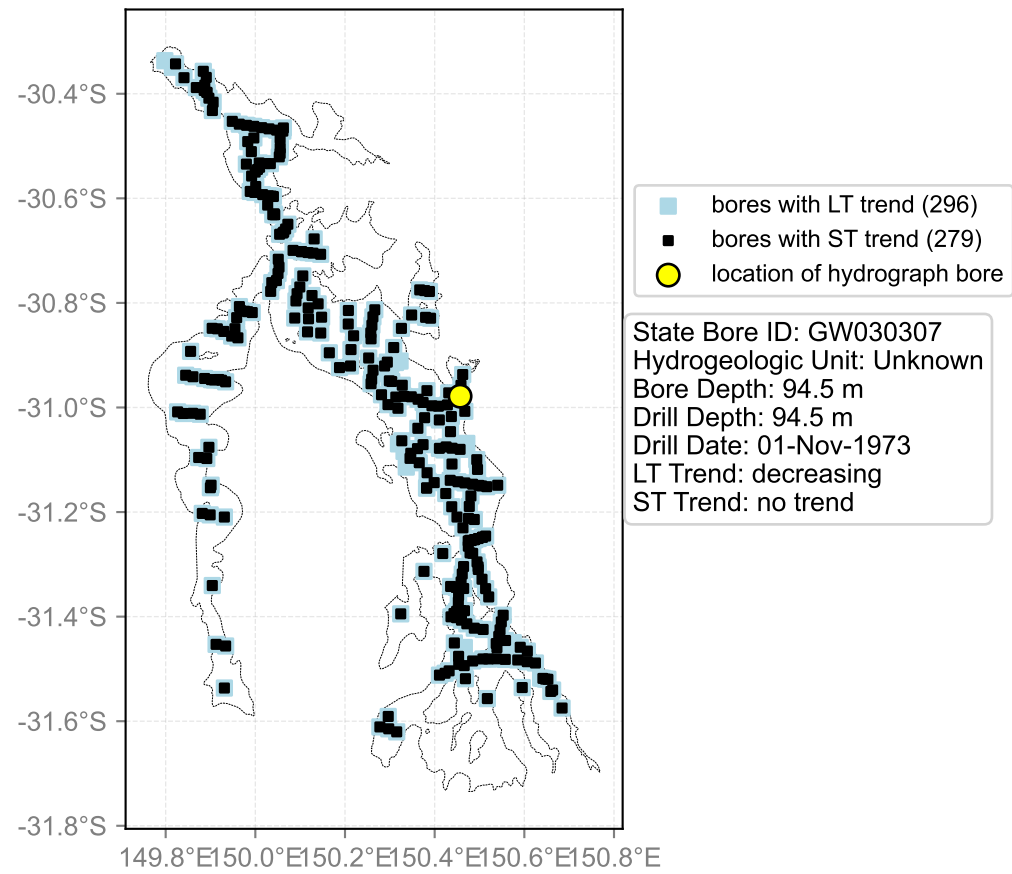 -30.4°S
-30.6°S
-30.8°S
-31.0°S
-31.2°S
-31.4°S
-31.6°S
-31.8°S
149.8°E150.0°E150.2°E150.4°E150.6°E150.8°E
bores with LT trend (296)
bores with ST trend (279)
location of hydrograph bore
State Bore ID: GW030307
Hydrogeologic Unit: Unknown
Bore Depth: 94.5 m
Drill Depth: 94.5 m
Drill Date: 01-Nov-1973
LT Trend: decreasing
ST Trend: no trend